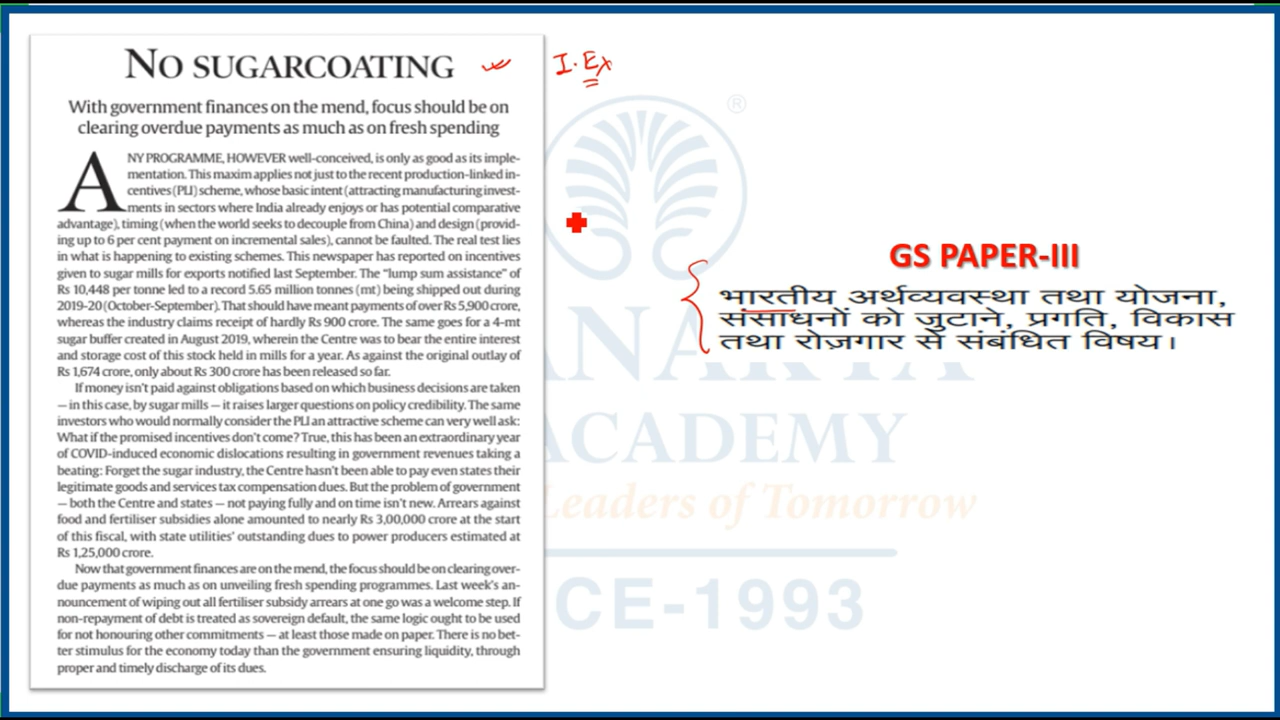 NO SUGARCOATING
I. Ex
With government finances on the mend, focus should be on
clearing overdue payments as much as on fresh spending
ANY PROGRAMME, HOWEVER well-conceived, is only as good as its imple-
mentation. This maxim applies not just to the recent production-linked in-
centives (PLI) scheme, whose basic intent (attracting manufacturing invest-
ments in sectors where India already enjoys or has potential comparative
advantage), timing (when the world seeks to decouple from China) and design (provid-
ing up to 6 per cent payment on incremental sales), cannot be faulted. The real test lies
in what is happening to existing schemes. This newspaper has reported on incentives
given to sugar mills for exports notified last September. The “lump sum assistance” of
Rs 10,448 per tonne led to a record 5.65 million tonnes (mt) being shipped out during
2019-20 (October-September). That should have meant payments of over Rs 5,900 crore,
whereas the industry claims receipt of hardly Rs 900 crore. The same goes for a 4-mt
sugar buffer created in August 2019, wherein the Centre was to bear the entire interest
and storage cost of this stock held in mills for a year. As against the original outlay of
Rs 1,674 crore, only about Rs 300 crore has been released so far.
If money isn't paid against obligations based on which business decisions are taken
— in this case, by sugar mills — it raises larger questions on policy credibility. The same
investors who would normally consider the PLI an attractive scheme can very well ask:
What if the promised incentives don't come? True, this has been an extraordinary year
of COVID-induced economic dislocations resulting in government revenues taking a
beating: Forget the sugar industry, the Centre hasn't been able to pay even states their
legitimate goods and services tax compensation dues. But the problem of government
— both the Centre and states — not paying fully and on time isn't new. Arrears against
food and fertiliser subsidies alone amounted to nearly Rs 3,00,000 crore at the start
of this fiscal, with state utilities' outstanding dues to power producers estimated at
Rs 1,25,000 crore.
Now that government finances are on the mend, the focus should be on clearing over-
due payments as much as on unveiling fresh spending programmes. Last week's an-
nouncement of wiping out all fertiliser subsidy arrears at one go was a welcome step. If
non-repayment of debt is treated as sovereign default, the same logic ought to be used
for not honouring other commitments — at least those made on paper. There is no bet-
ter stimulus for the economy today than the government ensuring liquidity, through
proper and timely discharge of its dues.
GS PAPER-III
भारतीय अर्थव्यवस्था तथा योजना,
संसाधनों को जुटाने, प्रगति, विकास
तथा रोज़गार से संबंधित विषय।
®
ANAKYA
ACADEMY
Leaders of Tomorrow
CE-1993